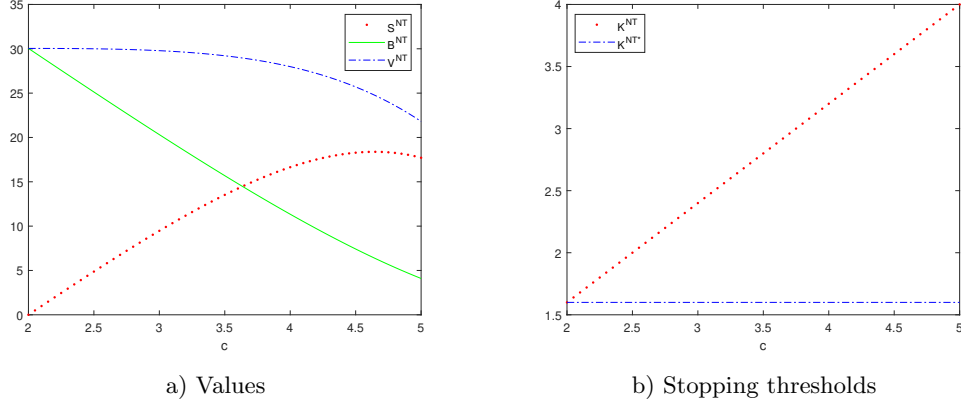 35
30
25
20
15
10
5
0
2 2.5 3 3.5 4 4.5 5
c
S^NT
B^NT
V^NT
a) Values
4
3.5
3
2.5
2
1.5
2 2.5 3 3.5 4 4.5 5
c
K^NT
K^NT*
b) Stopping thresholds